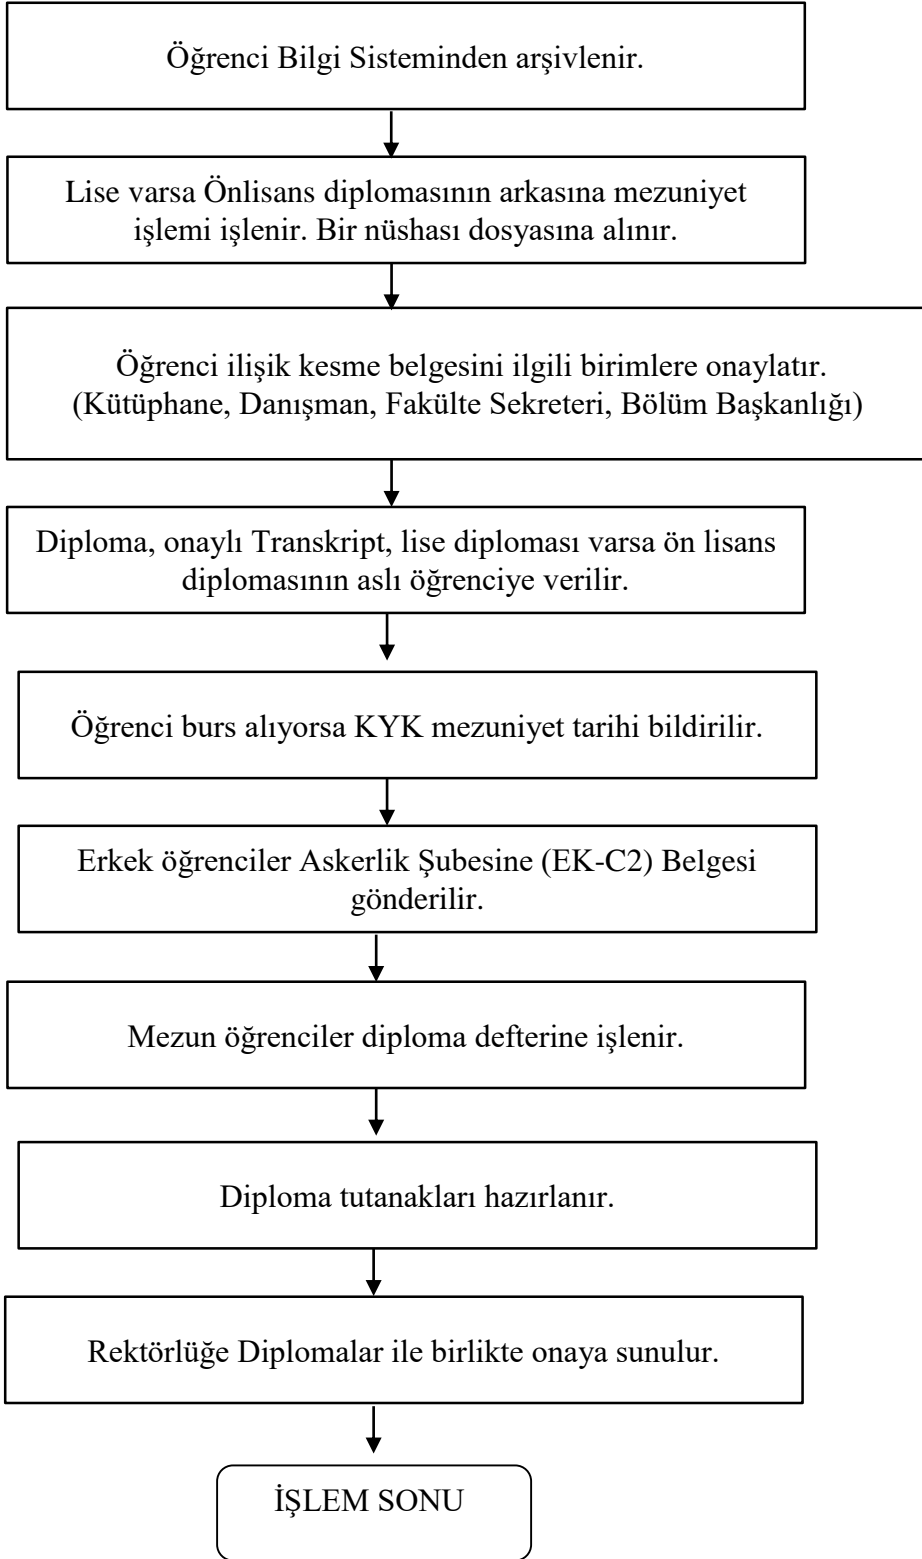 Öğrenci Bilgi Sisteminden arşivlenir.
Lise varsa Önlisans diplomasının arkasına mezuniyet
işlemi işlenir. Bir nüshası dosyasına alınır.
Öğrenci ilişik kesme belgesini ilgili birimlere onaylatır.
(Kütüphane, Danışman, Fakülte Sekreteri, Bölüm Başkanlığı)
Diploma, onaylı Transkript, lise diploması varsa ön lisans
diplomasının aslı öğrenciye verilir.
Öğrenci burs alıyorsa KYK mezuniyet tarihi bildirilir.
Erkek öğrenciler Askerlik Şubesine (EK-C2) Belgesi
gönderilir.
Mezun öğrenciler diploma defterine işlenir.
Diploma tutanakları hazırlanır.
Rektörlüğe Diplomalar ile birlikte onaya sunulur.
İŞLEM SONU